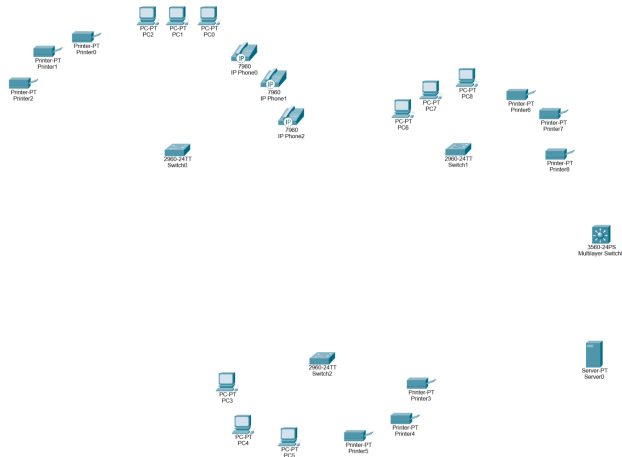 PC-PT
PC2
PC-PT
PC1
PC-PT
PC0
Printer-PT
Printer0
Printer-PT
Printer1
Printer-PT
Printer2
7960
IP Phone0
IP
7960
IP Phone1
IP
7960
IP Phone2
IP
2960-24TT
Switch0
PC-PT
PC8
PC-PT
PC7
PC-PT
PC6
Printer-PT
Printer6
Printer-PT
Printer7
Printer-PT
Printer8
2960-24TT
Switch1
3560-24PS
Multilayer Switch
2960-24TT
Switch2
Server-PT
Server0
PC-PT
PC3
PC-PT
PC4
PC-PT
PC5
Printer-PT
Printer3
Printer-PT
Printer4
Printer-PT
Printer5